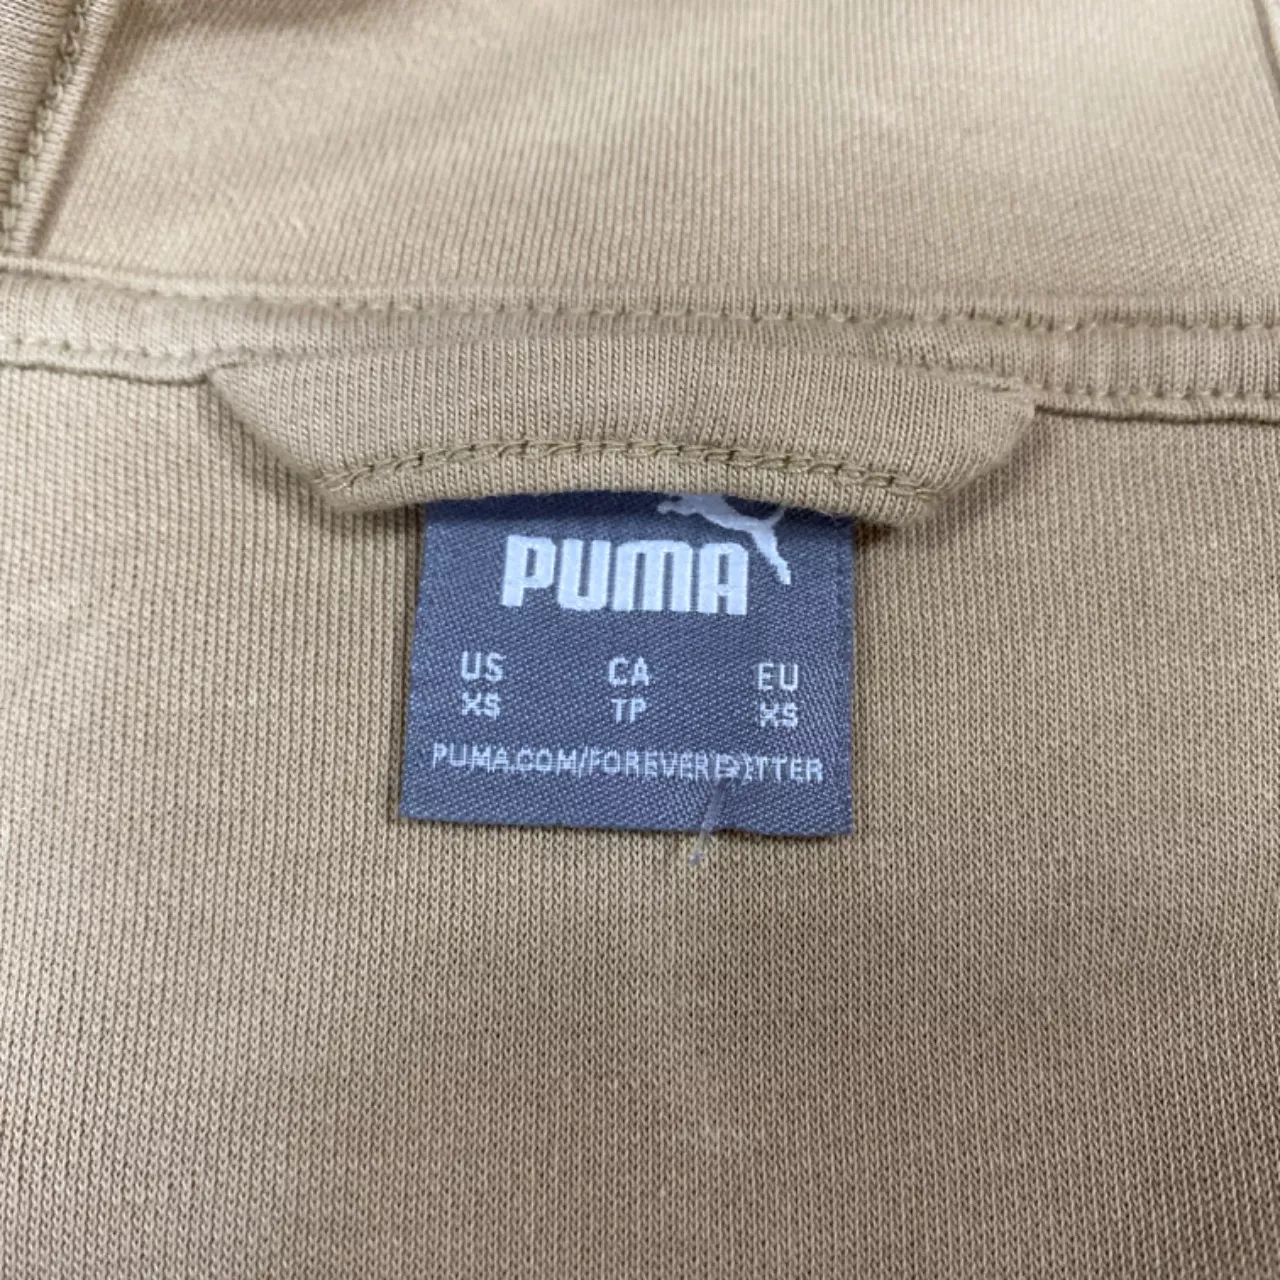 PUMA
US CA EU
XS TP XS
PUMA.COM/FOREVERBETTER